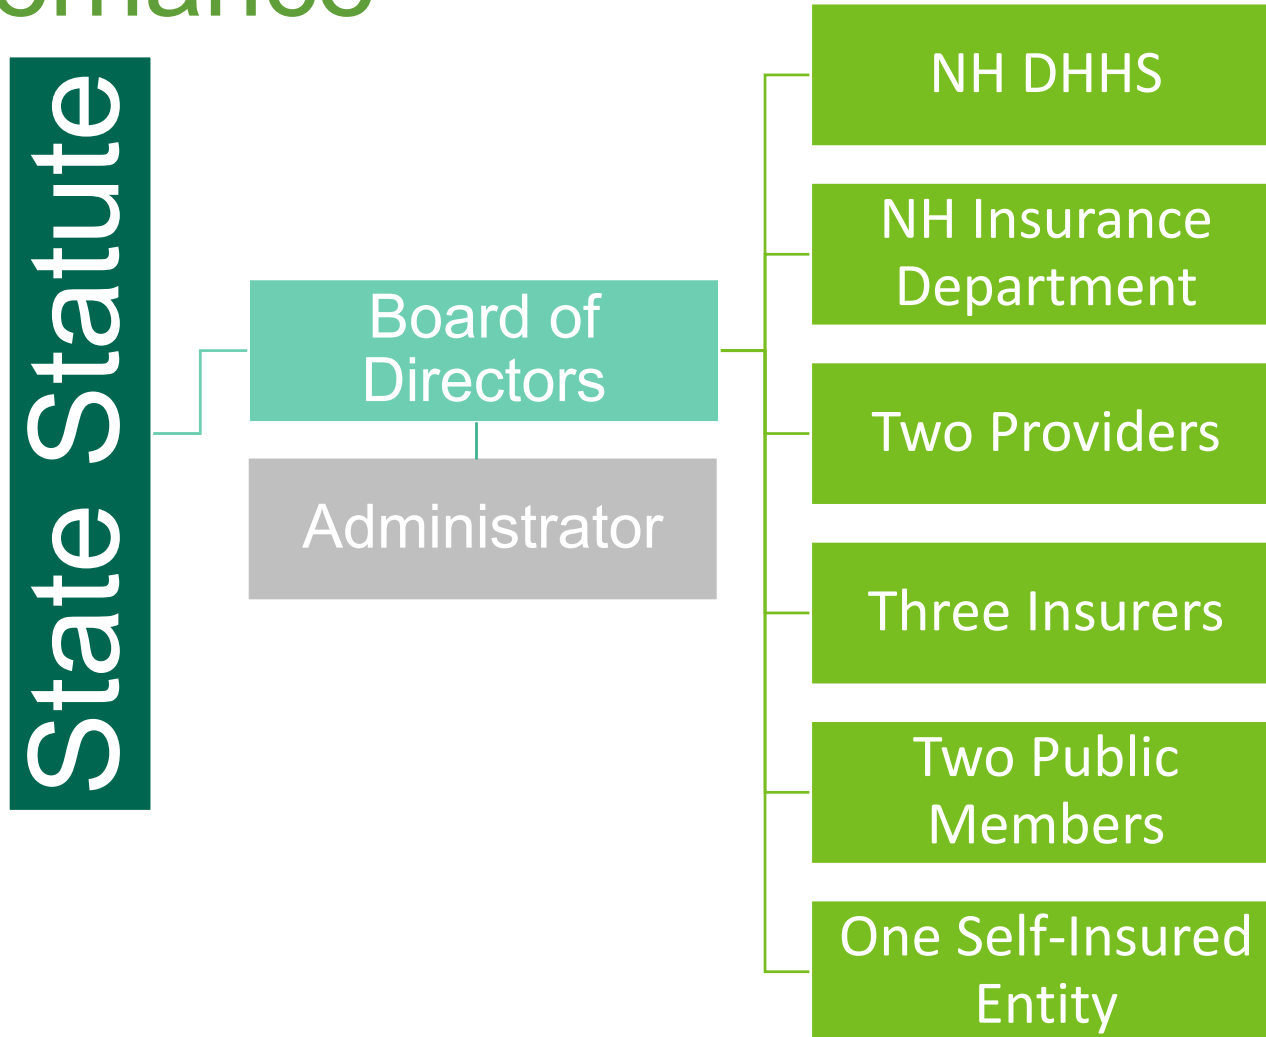 State Statute
Board of
Directors
Administrator
NH DHHS
NH Insurance
Department
Two Providers
Three Insurers
Two Public
Members
One Self-Insured
Entity